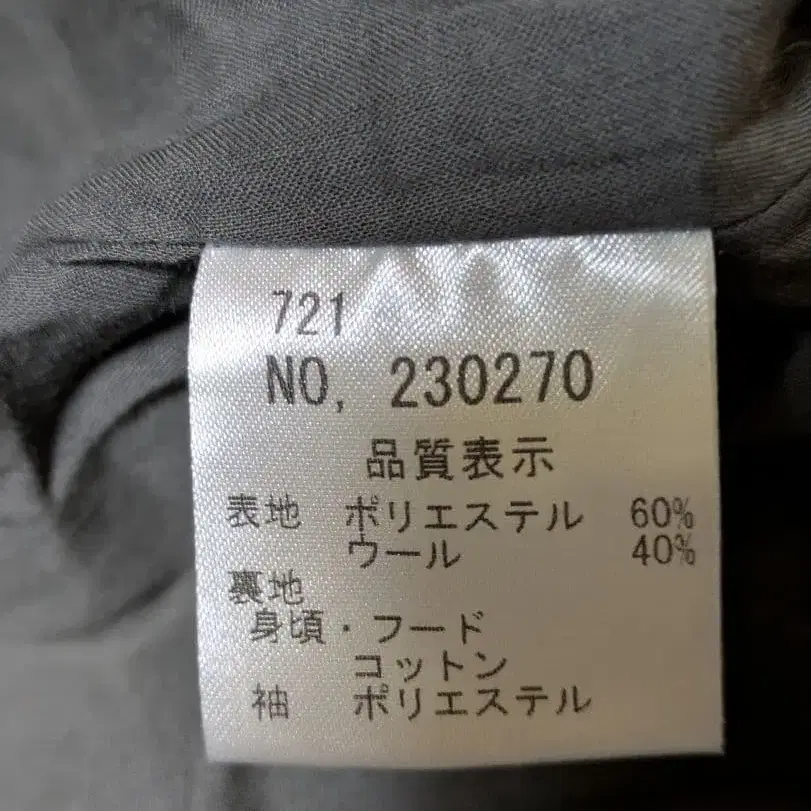 721
NO, 230270
品質表示
表地 ポリエステル 60%
ウール 40%
裏地
身頃・フード
コットン
袖 ポリエステル